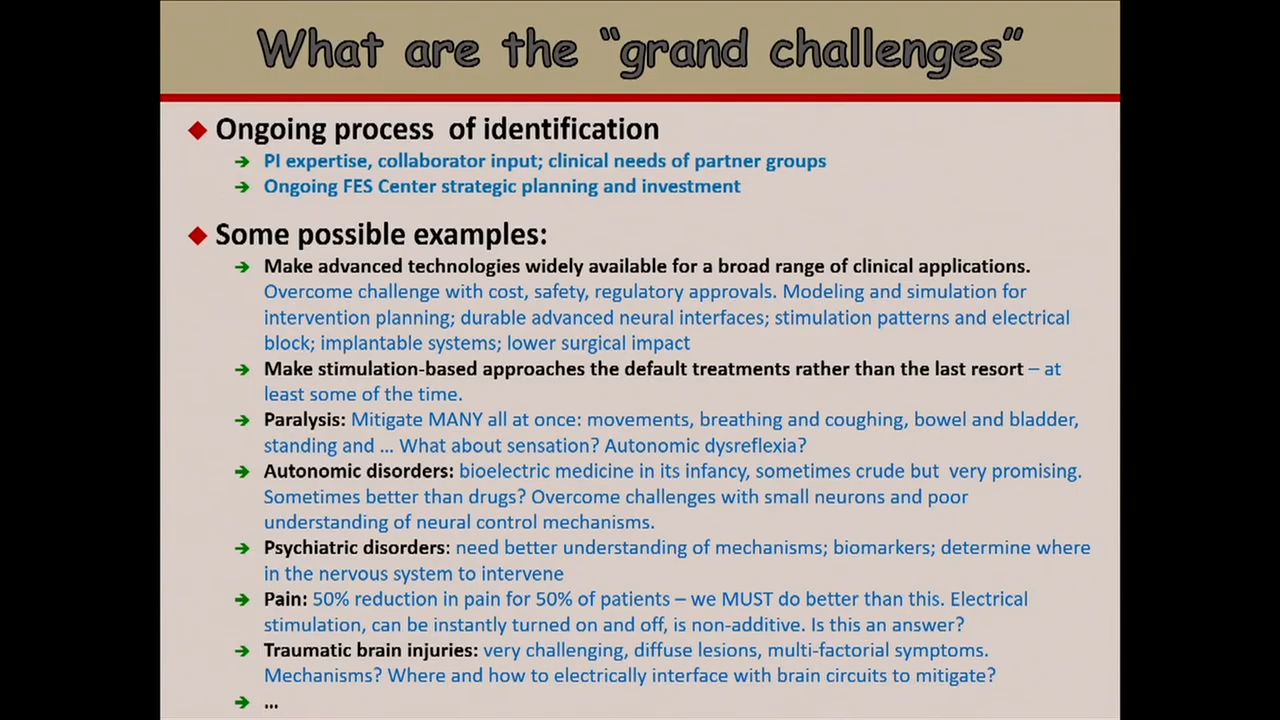 What are the “grand challenges”
Ongoing process of identification
PI expertise, collaborator input; clinical needs of partner groups
Ongoing FES Center strategic planning and investment
Some possible examples:
Make advanced technologies widely available for a broad range of clinical applications.
Overcome challenge with cost, safety, regulatory approvals. Modeling and simulation for
intervention planning; durable advanced neural interfaces; stimulation patterns and electrical
block; implantable systems; lower surgical impact
Make stimulation-based approaches the default treatments rather than the last resort – at
least some of the time.
Paralysis: Mitigate MANY all at once: movements, breathing and coughing, bowel and bladder,
standing and … What about sensation? Autonomic dysreflexia?
Autonomic disorders: bioelectric medicine in its infancy, sometimes crude but very promising.
Sometimes better than drugs? Overcome challenges with small neurons and poor
understanding of neural control mechanisms.
Psychiatric disorders: need better understanding of mechanisms; biomarkers; determine where
in the nervous system to intervene
Pain: 50% reduction in pain for 50% of patients – we MUST do better than this. Electrical
stimulation, can be instantly turned on and off, is non-additive. Is this an answer?
Traumatic brain injuries: very challenging, diffuse lesions, multi-factorial symptoms.
Mechanisms? Where and how to electrically interface with brain circuits to mitigate?
…